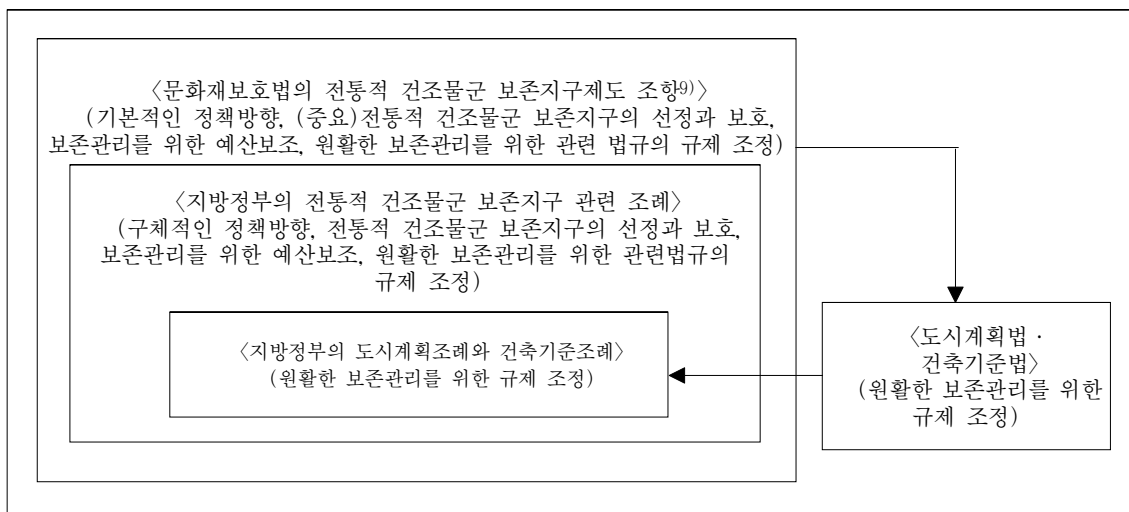 〈문화재보호법의 전통적 건조물군 보존지구제도 조항9)〉
(기본적인 정책방향, (중요)전통적 건조물군 보존지구의 선정과 보호,
보존관리를 위한 예산보조, 원활한 보존관리를 위한 관련 법규의 규제 조정)
〈지방정부의 전통적 건조물군 보존지구 관련 조례〉
(구체적인 정책방향, 전통적 건조물군 보존지구의 선정과 보호,
보존관리를 위한 예산보조, 원활한 보존관리를 위한 관련법규의
규제 조정)
〈지방정부의 도시계획조례와 건축기준조례〉
(원활한 보존관리를 위한 규제 조정)
〈도시계획법 ·
건축기준법〉
(원활한 보존관리를 위한
규제 조정)